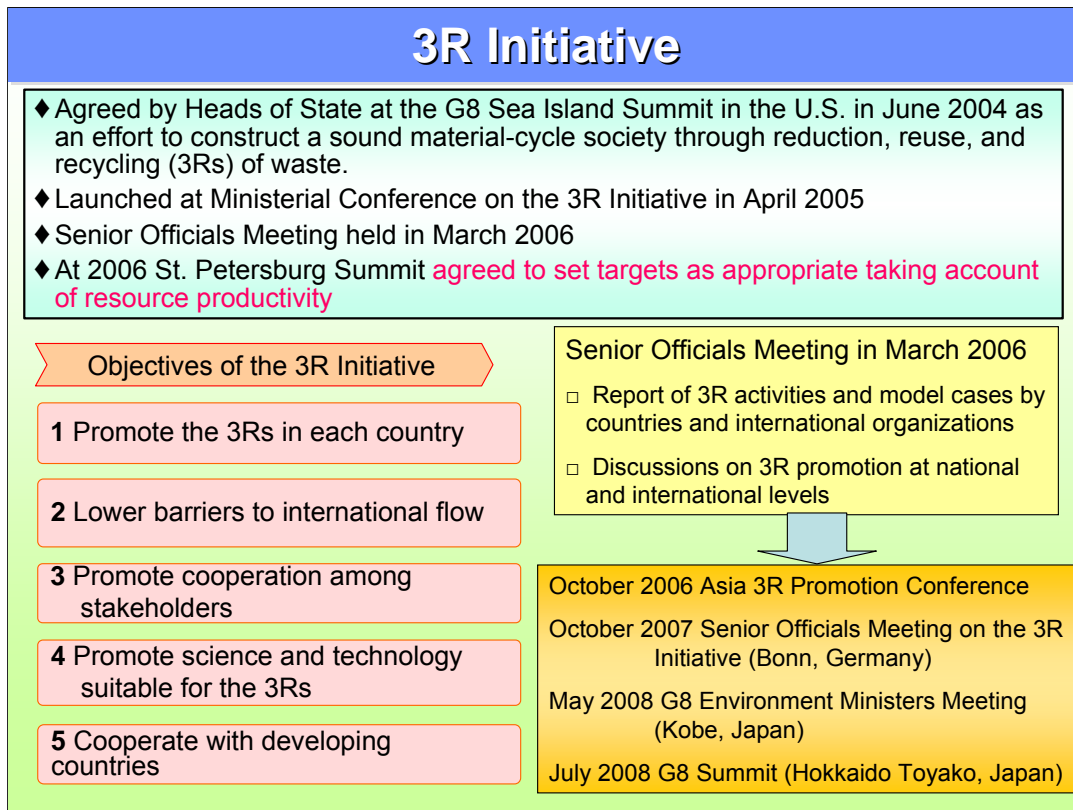 3R Initiative
♦ Agreed by Heads of State at the G8 Sea Island Summit in the U.S. in June 2004 as
an effort to construct a sound material-cycle society through reduction, reuse, and
recycling (3Rs) of waste.
♦ Launched at Ministerial Conference on the 3R Initiative in April 2005
♦ Senior Officials Meeting held in March 2006
♦ At 2006 St. Petersburg Summit agreed to set targets as appropriate taking account
of resource productivity
Objectives of the 3R Initiative
1 Promote the 3Rs in each country
2 Lower barriers to international flow
3 Promote cooperation among
stakeholders
4 Promote science and technology
suitable for the 3Rs
5 Cooperate with developing
countries
Senior Officials Meeting in March 2006
□ Report of 3R activities and model cases by
countries and international organizations
□ Discussions on 3R promotion at national
and international levels
October 2006 Asia 3R Promotion Conference
October 2007 Senior Officials Meeting on the 3R
Initiative (Bonn, Germany)
May 2008 G8 Environment Ministers Meeting
(Kobe, Japan)
July 2008 G8 Summit (Hokkaido Toyako, Japan)